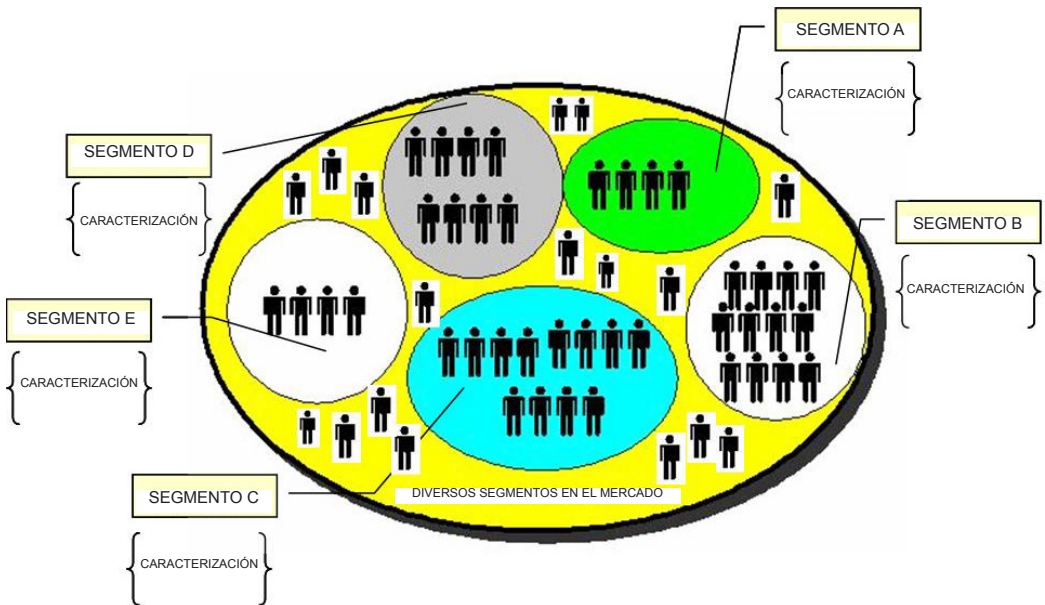 SEGMENTO A
CARACTERIZACIÓN
SEGMENTO D
CARACTERIZACIÓN
SEGMENTO B
CARACTERIZACIÓN
SEGMENTO E
CARACTERIZACIÓN
SEGMENTO C
DIVERSOS SEGMENTOS EN EL MERCADO
CARACTERIZACIÓN